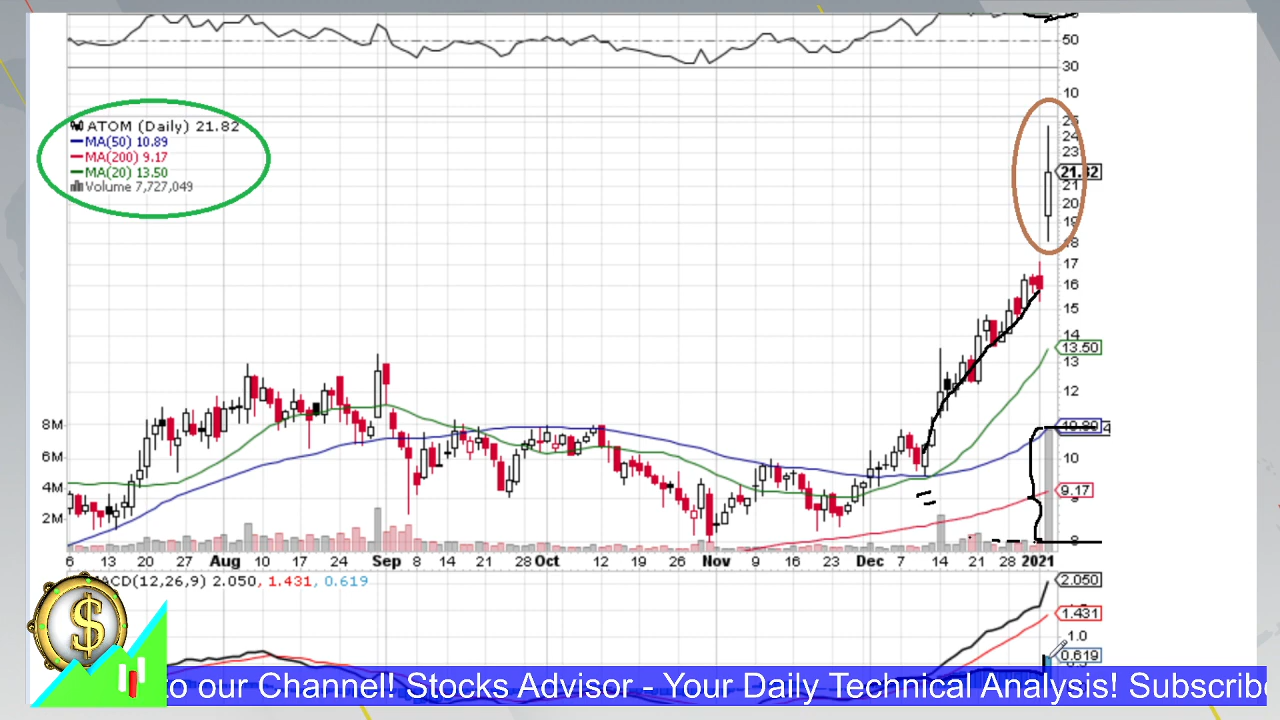 50
30
10
ATOM (Daily) 21.82
MA(50) 10.89
MA(200) 9.17
MA(20) 13.50
Volume 7,727,049
25
24
23
21.82
21
20
19
18
17
16
15
14
13.50
13
12
8M
10.89
6M
10
4M
9.17
9
2M
8
6 13 20 27 Aug 10 17 24 Sep 8 14 21 28 Oct 12 19 26 Nov 9 16 23 Dec 7 14 21 28 2021
MACD(12,26,9) 2.050, 1.431, 0.619
2.050
1.431
1.0
0.619
$
to our Channel! Stocks Advisor - Your Daily Technical Analysis! Subscrib